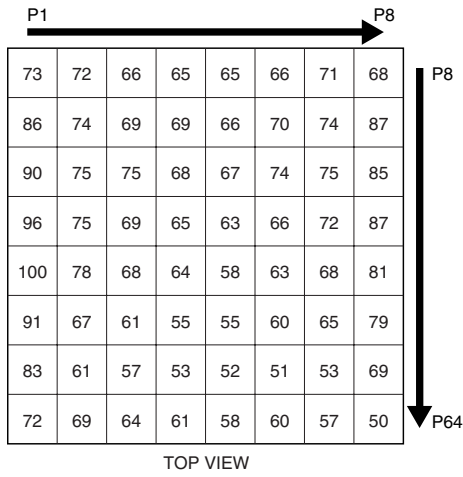 P1 P8
73 72 66 65 65 66 71 68 P8
86 74 69 69 66 70 74 87
90 75 75 68 67 74 75 85
96 75 69 65 63 66 72 87
100 78 68 64 58 63 68 81
91 67 61 55 55 60 65 79
83 61 57 53 52 51 53 69
72 69 64 61 58 60 57 50 P64
TOP VIEW